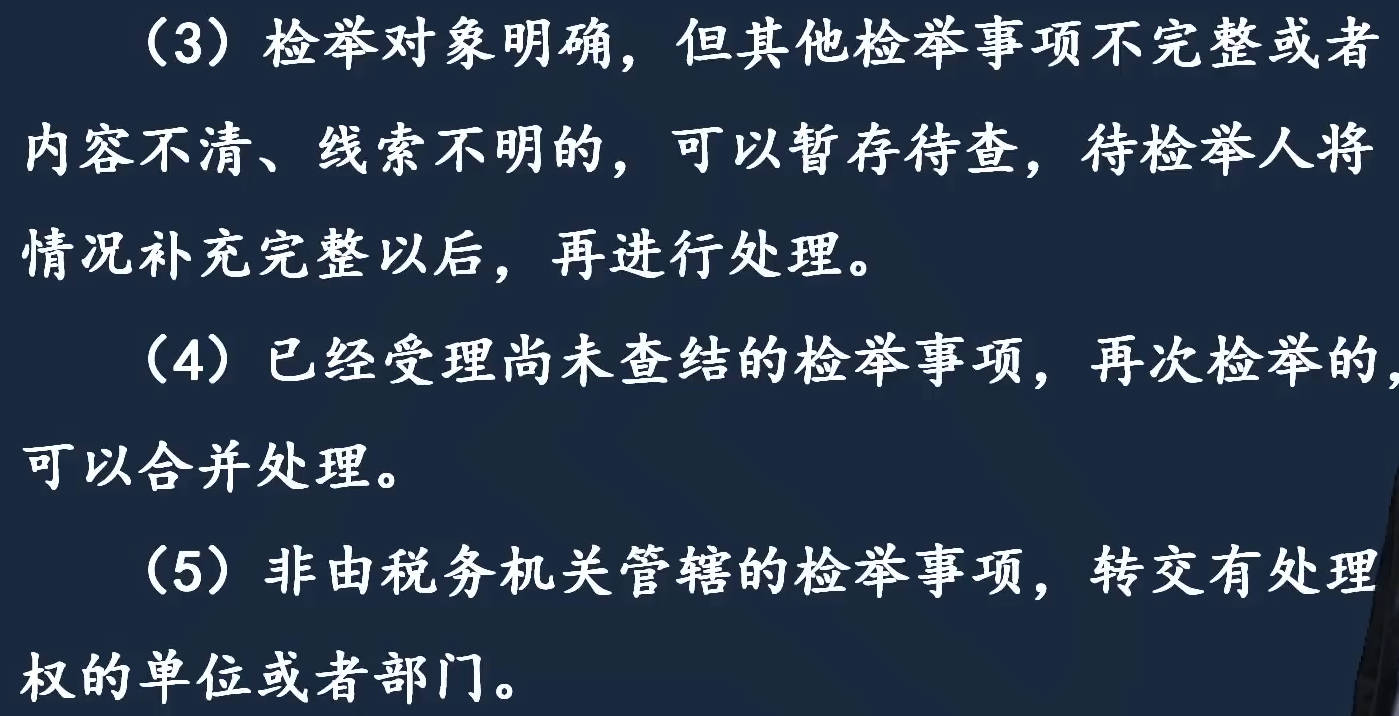 （3）检举对象明确，但其他检举事项不完整或者
内容不清、线索不明的，可以暂存待查，待检举人将
情况补充完整以后，再进行处理。
（4）已经受理尚未查结的检举事项，再次检举的，
可以合并处理。
（5）非由税务机关管辖的检举事项，转交有处理
权的单位或者部门。